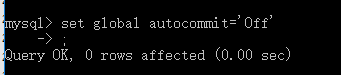 mysql> set global autocommit='Off'
    -> ;
Query OK, 0 rows affected (0.00 sec)